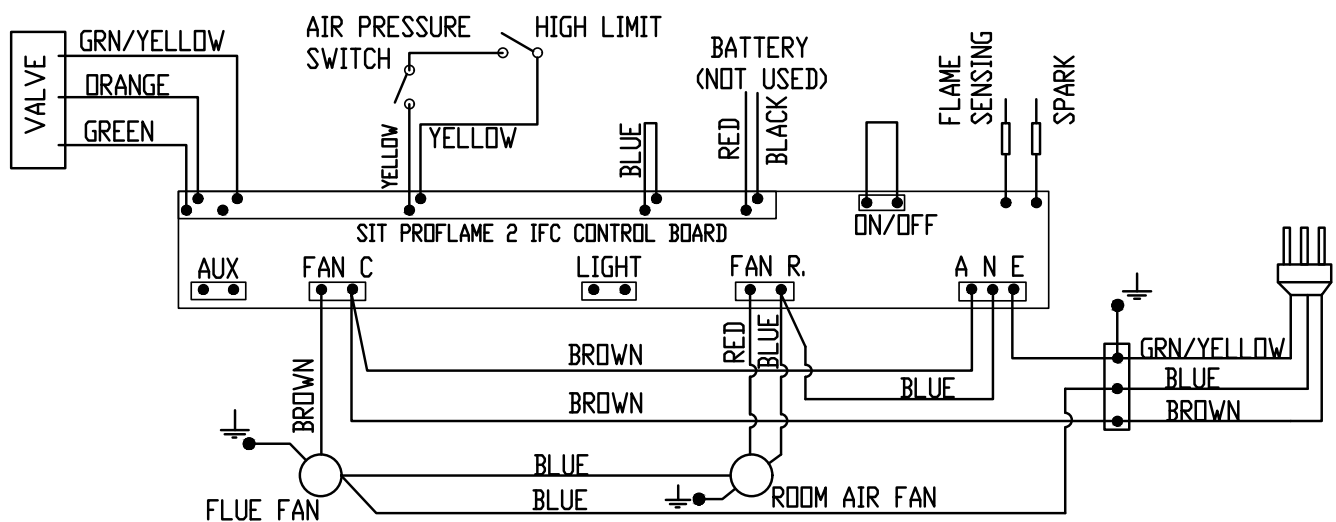 VALVE
GRN/YELLOW
ORANGE
GREEN
AIR PRESSURE
SWITCH
HIGH LIMIT
YELLOW
YELLOW
BLUE
BATTERY
(NOT USED)
RED
BLACK
FLAME
SENSING
SPARK
ON/OFF
SIT PROFLAME 2 IFC CONTROL BOARD
AUX
FAN C
LIGHT
FAN R.
A N E
RED
BLUE
BROWN
BROWN
BLUE
BROWN
GRN/YELLOW
BLUE
BROWN
BLUE
BLUE
FLUE FAN
ROOM AIR FAN